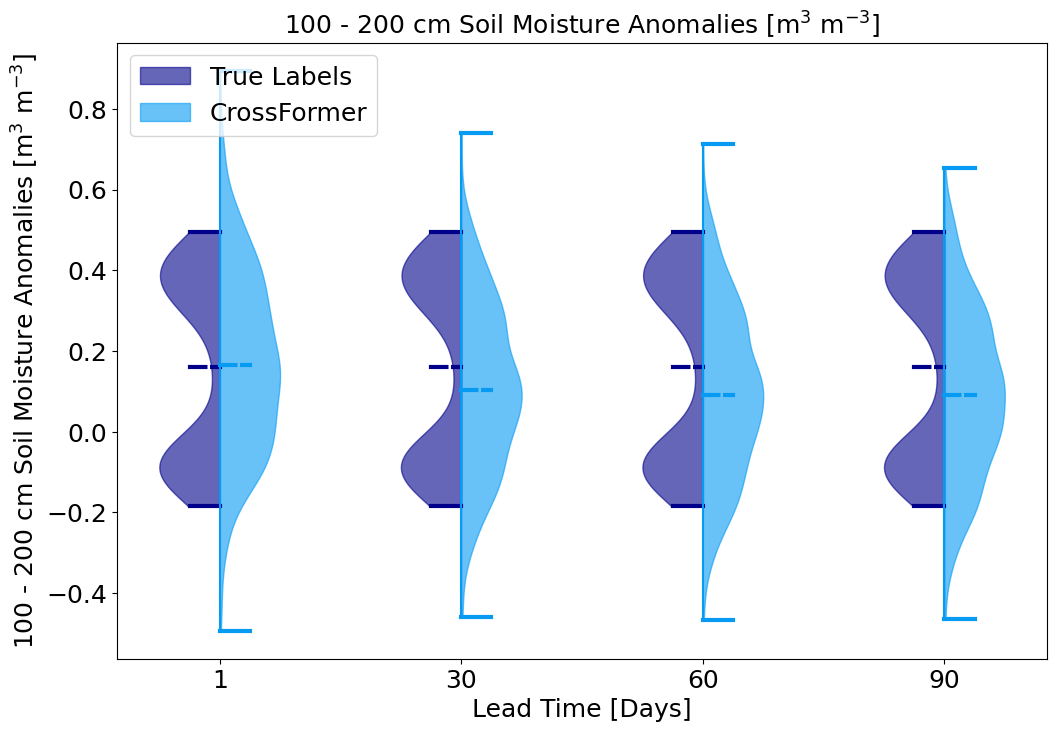 100 - 200 cm Soil Moisture Anomalies [m³ m⁻³]
True Labels
CrossFormer
100 - 200 cm Soil Moisture Anomalies [m³ m⁻³]
0.8
0.6
0.4
0.2
0.0
−0.2
−0.4
1 30 60 90
Lead Time [Days]